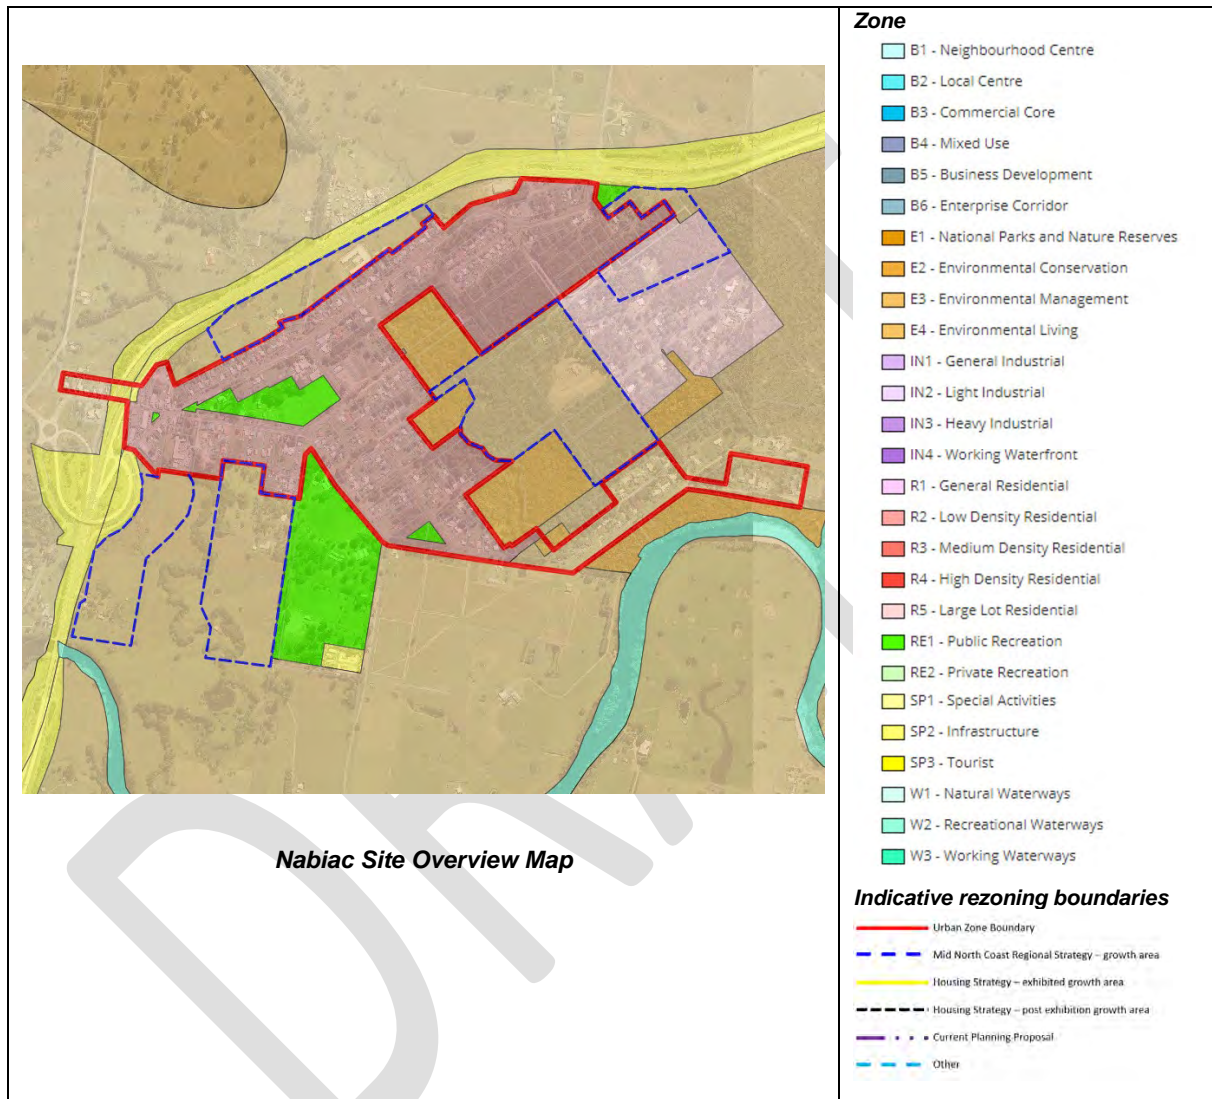 Nabiac Site Overview Map
Zone
B1 - Neighbourhood Centre
B2 - Local Centre
B3 - Commercial Core
B4 - Mixed Use
B5 - Business Development
B6 - Enterprise Corridor
E1 - National Parks and Nature Reserves
E2 - Environmental Conservation
E3 - Environmental Management
E4 - Environmental Living
IN1 - General Industrial
IN2 - Light Industrial
IN3 - Heavy Industrial
IN4 - Working Waterfront
R1 - General Residential
R2 - Low Density Residential
R3 - Medium Density Residential
R4 - High Density Residential
R5 - Large Lot Residential
RE1 - Public Recreation
RE2 - Private Recreation
SP1 - Special Activities
SP2 - Infrastructure
SP3 - Tourist
W1 - Natural Waterways
W2 - Recreational Waterways
W3 - Working Waterways
Indicative rezoning boundaries
Urban Zone Boundary
Mid North Coast Regional Strategy – growth area
Housing Strategy – exhibited growth area
Housing Strategy – post exhibition growth area
Current Planning Proposal
Other